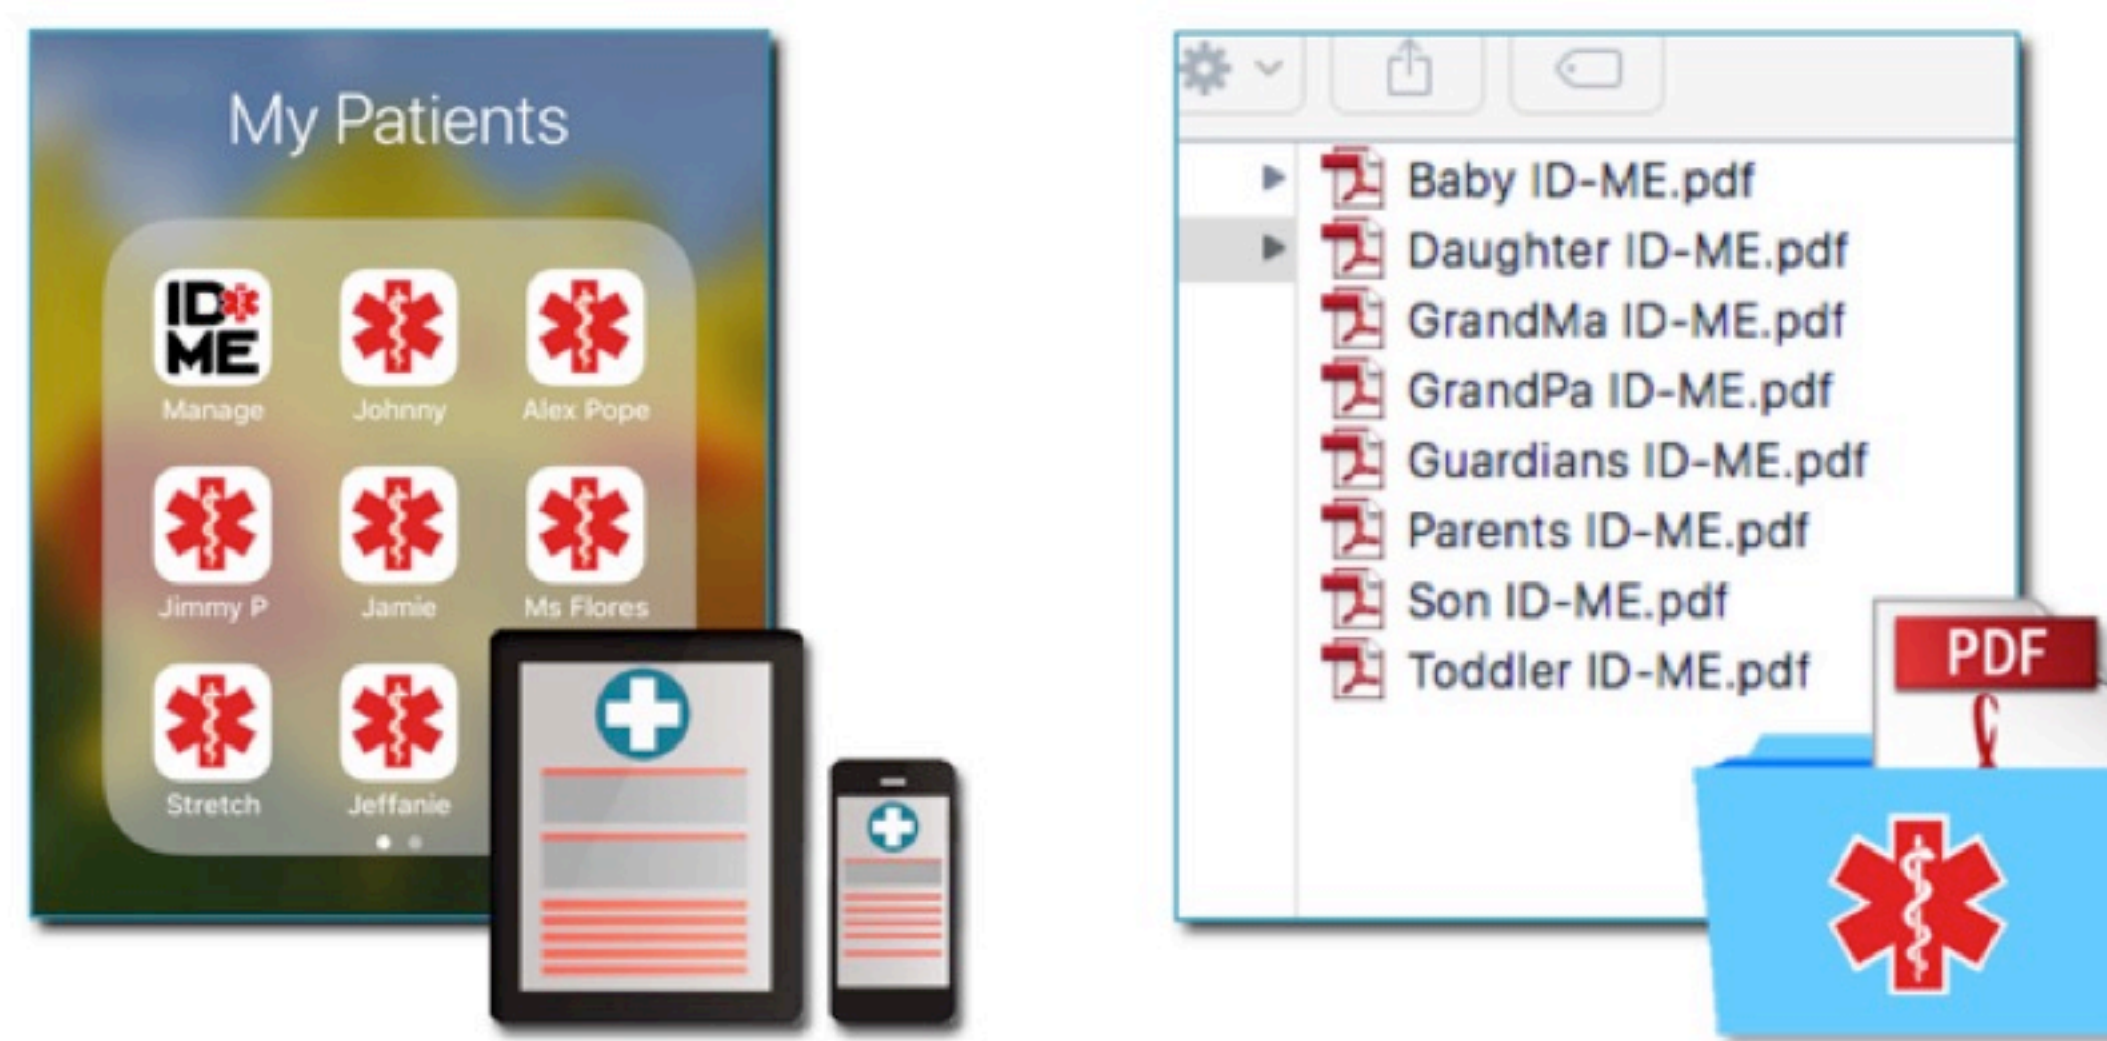 My Patients
ID
ME
Manage
Johnny
Alex Pope
Jimmy P
Jamie
Ms Flores
Stretch
Jeffanie
Baby ID-ME.pdf
Daughter ID-ME.pdf
GrandMa ID-ME.pdf
GrandPa ID-ME.pdf
Guardians ID-ME.pdf
Parents ID-ME.pdf
Son ID-ME.pdf
Toddler ID-ME.pdf
PDF